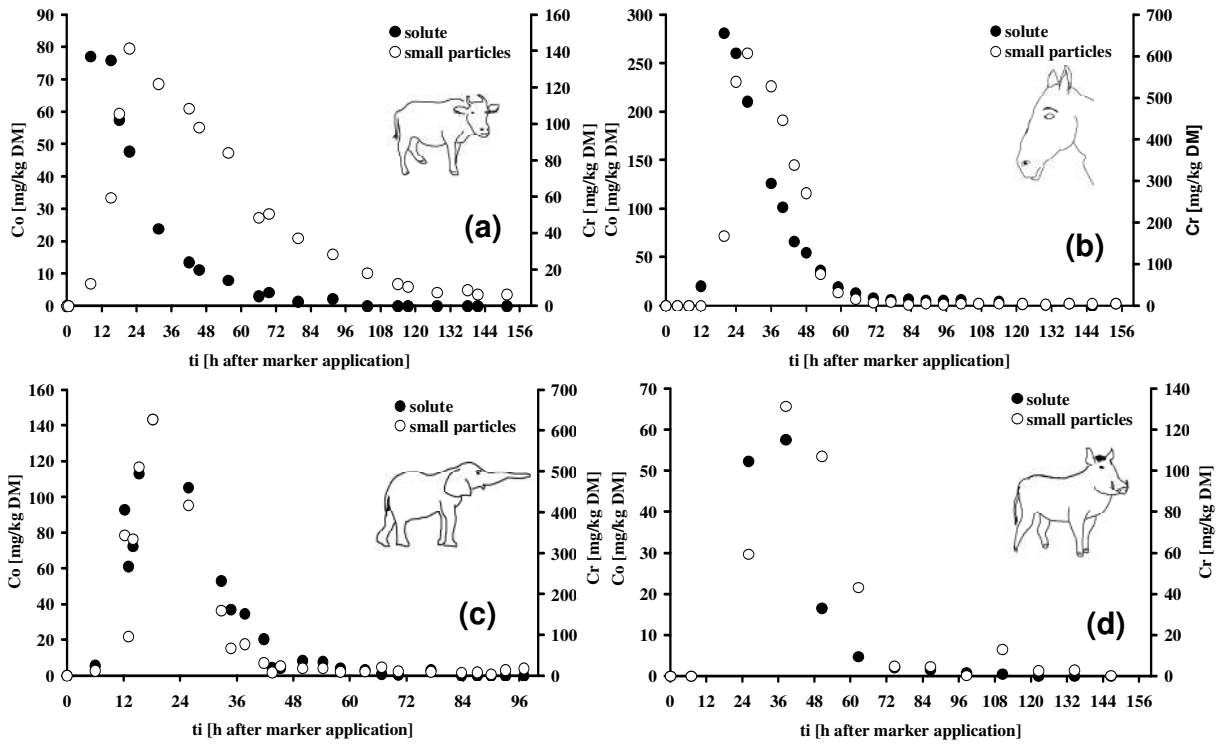 90 80 70 60 50 40 30 20 10 0
Co [mg/kg DM]
160 140 120 100 80 60 40 20 0
Cr [mg/kg DM]
solute
small particles
(a)
0 12 24 36 48 60 72 84 96 108 120 132 144 156
ti [h after marker application]
300 250 200 150 100 50 0
Co [mg/kg DM]
700 600 500 400 300 200 100 0
Cr [mg/kg DM]
solute
small particles
(b)
0 12 24 36 48 60 72 84 96 108 120 132 144 156
ti [h after marker application]
160 140 120 100 80 60 40 20 0
Co [mg/kg DM]
700 600 500 400 300 200 100 0
Cr [mg/kg DM]
solute
small particles
(c)
0 12 24 36 48 60 72 84 96
ti [h after marker application]
70 60 50 40 30 20 10 0
Co [mg/kg DM]
140 120 100 80 60 40 20 0
Cr [mg/kg DM]
solute
small particles
(d)
0 12 24 36 48 60 72 84 96 108 120 132 144 156
ti [h after marker application]